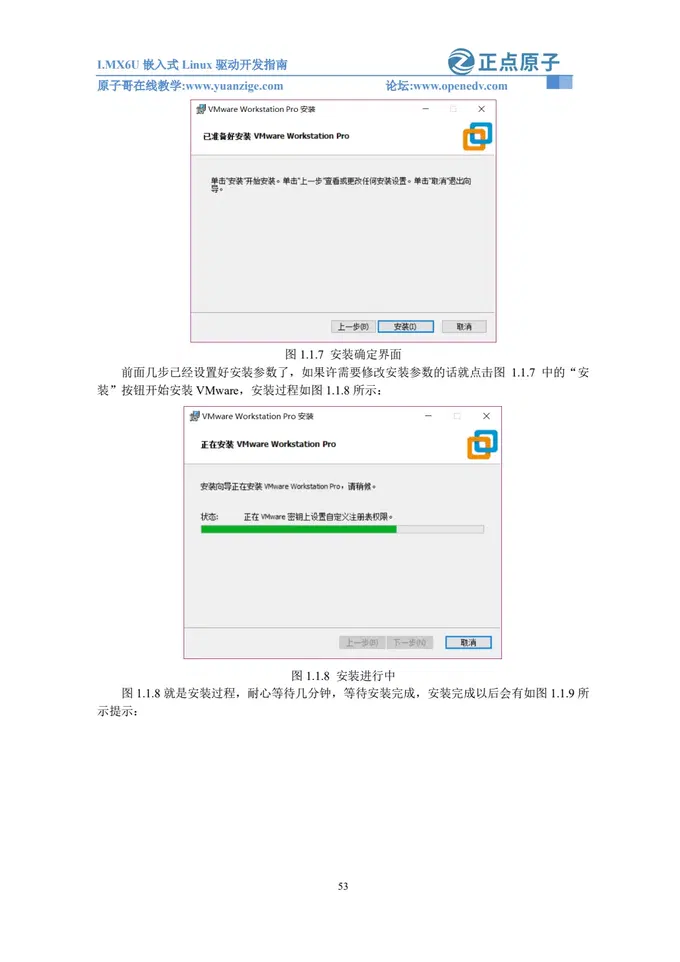 I.MX6U 嵌入式 Linux 驱动开发指南
正点原子
原子哥在线教学:www.yuanzige.com 论坛:www.openedv.com
VMware Workstation Pro 安装
已准备好安装 VMware Workstation Pro
单击"安装"开始安装。单击"上一步"查看或更改任何安装设置。单击"取消"退出向
导。
上一步(B) 安装(I) 取消
图 1.1.7 安装确定界面
前面几步已经设置好安装参数了，如果许需要修改安装参数的话就点击图 1.1.7 中的“安
装”按钮开始安装 VMware，安装过程如图 1.1.8 所示：
VMware Workstation Pro 安装
正在安装 VMware Workstation Pro
安装向导正在安装 VMware Workstation Pro，请稍候。
状态: 正在 VMware 密钥上设置自定义注册表权限。
上一步(B) 下一步(N) 取消
图 1.1.8 安装进行中
图 1.1.8 就是安装过程，耐心等待几分钟，等待安装完成，安装完成以后会有如图 1.1.9 所
示提示：
53